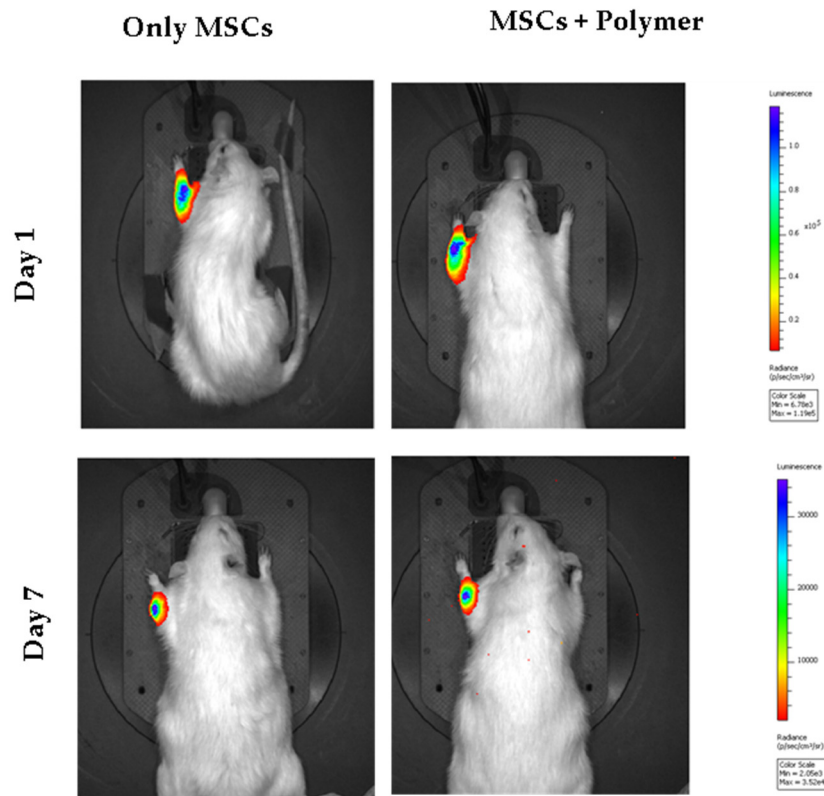 Only MSCs
MSCs + Polymer
Day 1
Luminescence
1.0
0.8
x10⁵
0.6
0.4
0.2
Radiance
(p/sec/cm²/sr)
Color Scale
Min = 6.78e3
Max = 1.19e5
Day 7
Luminescence
30000
20000
10000
Radiance
(p/sec/cm²/sr)
Color Scale
Min = 2.05e3
Max = 3.52e4